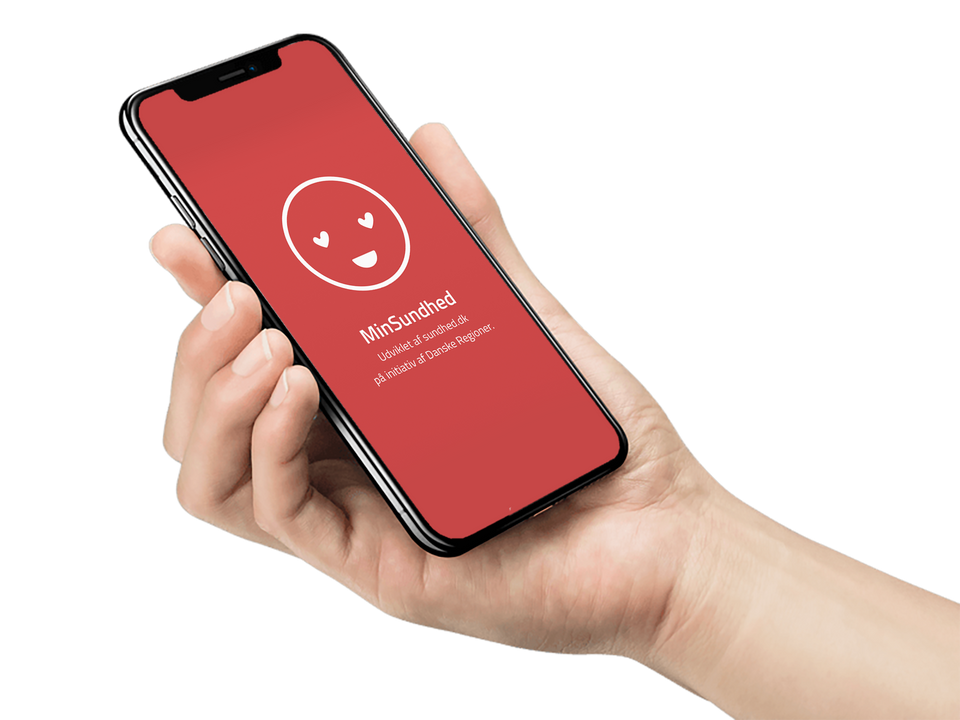 MinSundhed
Udviklet af sundhed.dk
på initiativ af Danske Regioner.